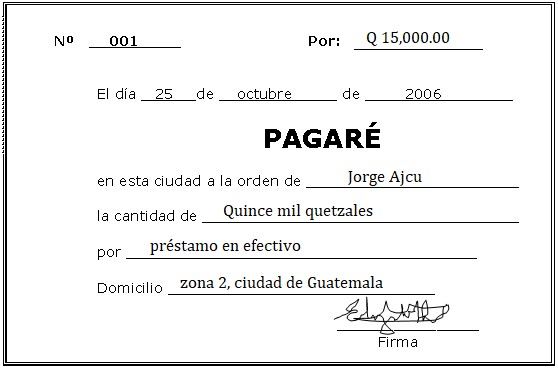 Nº 001 Por: Q 15,000.00
El día 25 de octubre de 2006
PAGARÉ
en esta ciudad a la orden de Jorge Ajcu
la cantidad de Quince mil quetzales
por préstamo en efectivo
Domicilio zona 2, ciudad de Guatemala
Firma